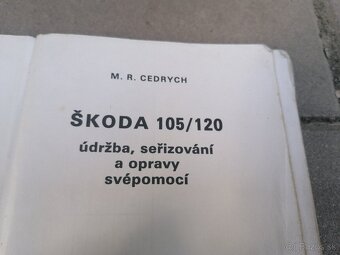 M. R. CEDRYCH
ŠKODA 105/120
údržba, seřizování
a opravy
svépomocí